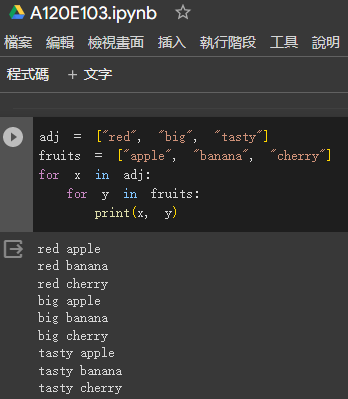 A120E103.ipynb
檔案 編輯 檢視畫面 插入 執行階段 工具 說明
程式碼 + 文字
adj = ["red", "big", "tasty"]
fruits = ["apple", "banana", "cherry"]
for x in adj:
    for y in fruits:
        print(x, y)
red apple
red banana
red cherry
big apple
big banana
big cherry
tasty apple
tasty banana
tasty cherry